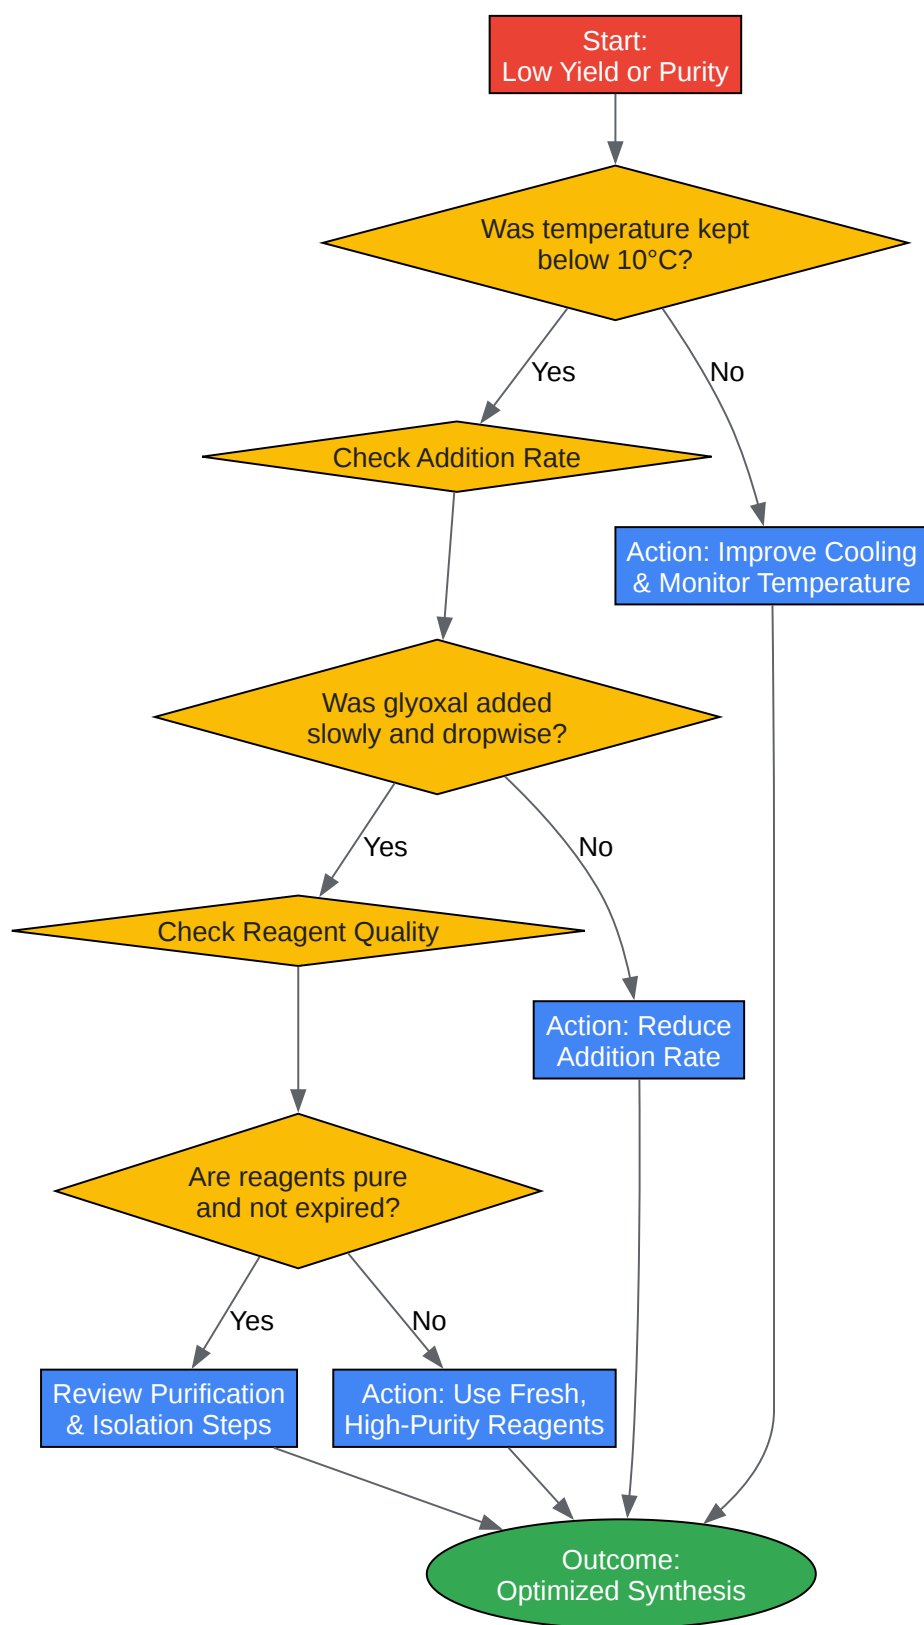 Start:
Low Yield or Purity
Was temperature kept
below 10°C?
Yes
No
Check Addition Rate
Action: Improve Cooling
& Monitor Temperature
Was glyoxal added
slowly and dropwise?
Yes
No
Check Reagent Quality
Action: Reduce
Addition Rate
Are reagents pure
and not expired?
Yes
No
Review Purification
& Isolation Steps
Action: Use Fresh,
High-Purity Reagents
Outcome:
Optimized Synthesis